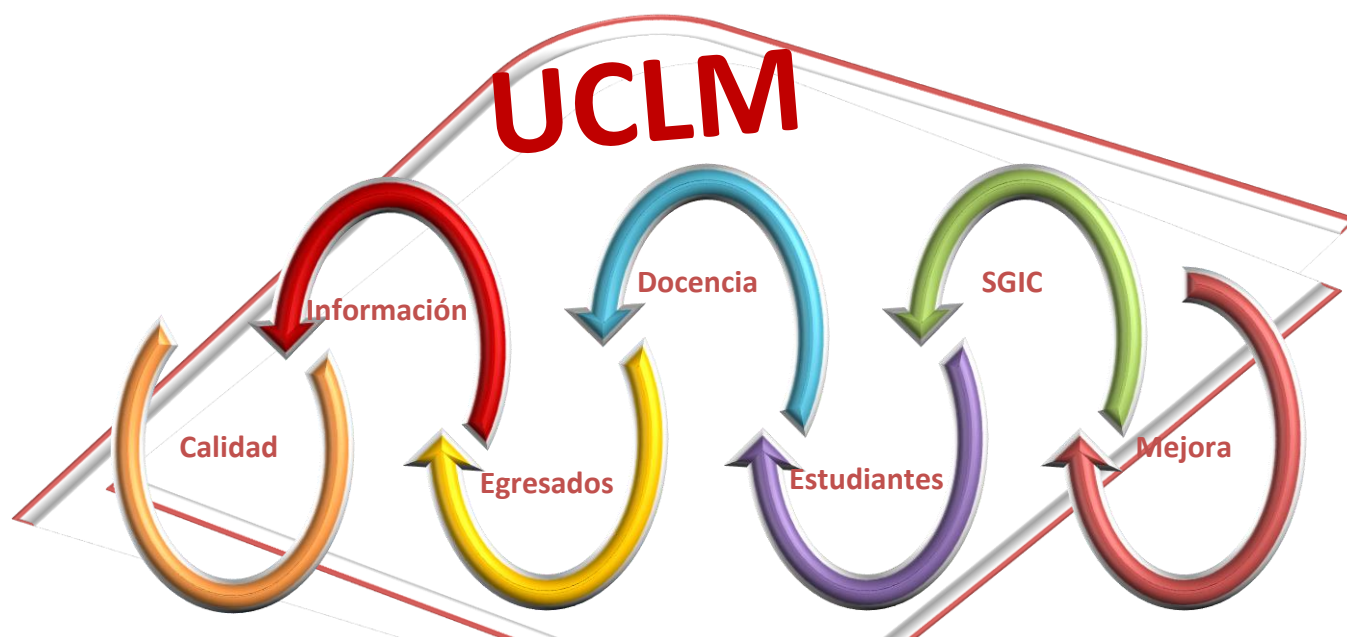 UCLM
Información
Docencia
SGIC
Calidad
Egresados
Estudiantes
Mejora